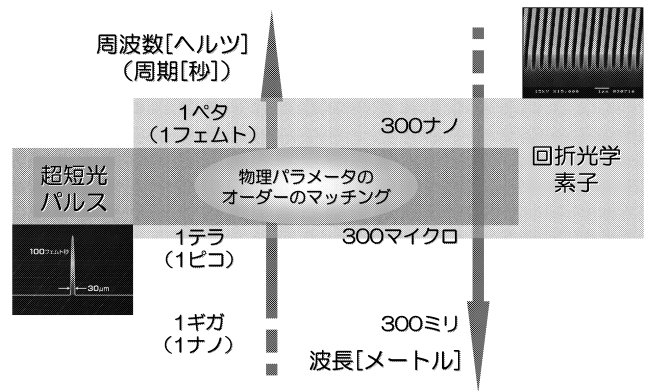 周波数[ヘルツ]
（周期[秒]）
1ペタ
（1フェムト）
300ナノ
回折光学
素子
超短光
パルス
物理パラメータの
オーダーのマッチング
1テラ
（1ピコ）
300マイクロ
100フェムト秒
30μm
1ギガ
（1ナノ）
300ミリ
波長[メートル]